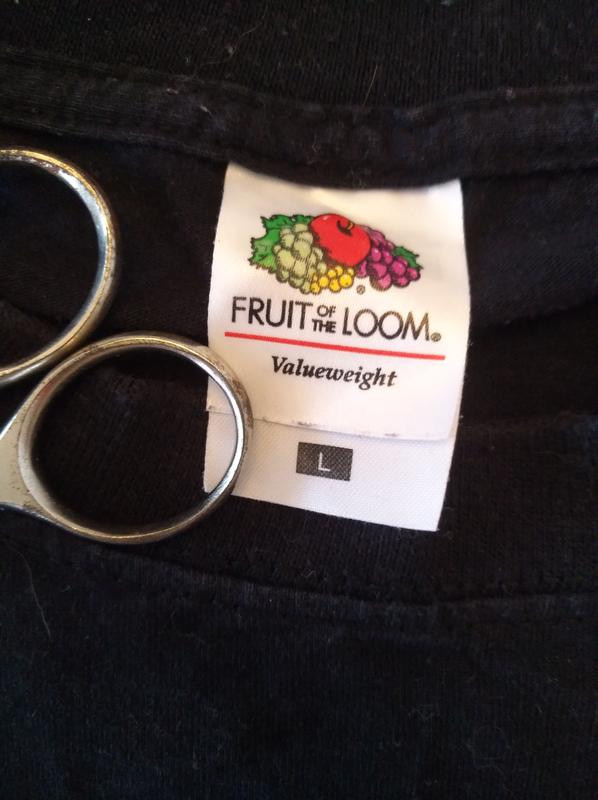 FRUIT OF THE LOOM®
Valueweight
L